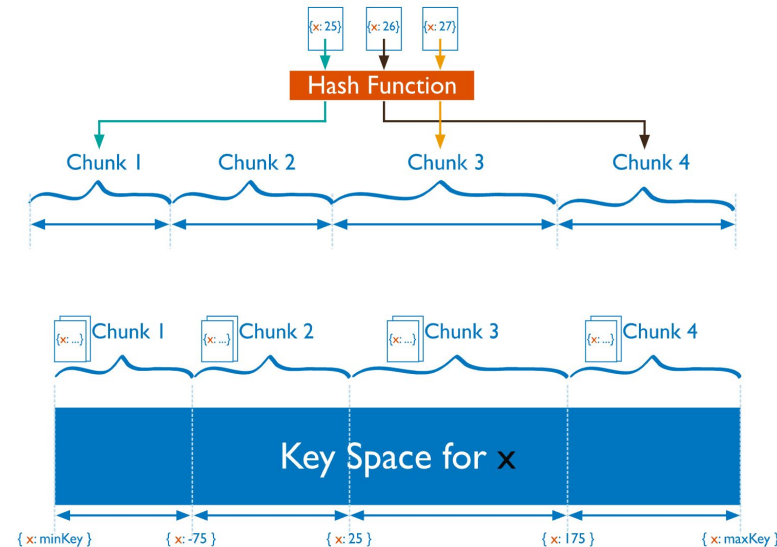 {x: 25} {x: 26} {x: 27}
Hash Function
Chunk 1 Chunk 2 Chunk 3 Chunk 4
{x: ...} Chunk 1 {x: ...} Chunk 2 {x: ...} Chunk 3 {x: ...} Chunk 4
Key Space for x
{ x: minKey } { x: -75 } { x: 25 } { x: 175 } { x: maxKey }